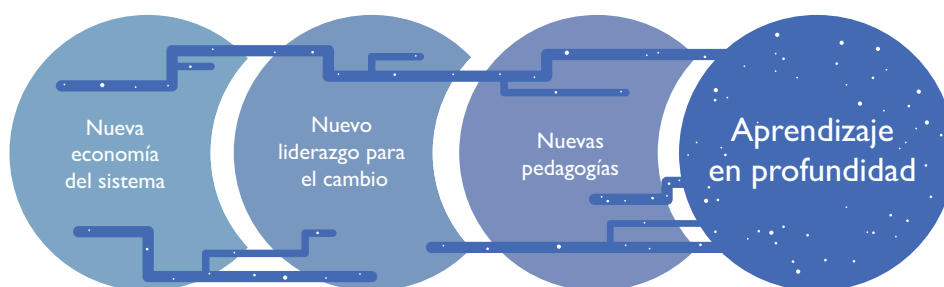 Nueva
economía
del sistema
Nuevo
liderazgo para
el cambio
Nuevas
pedagogías
Aprendizaje
en profundidad